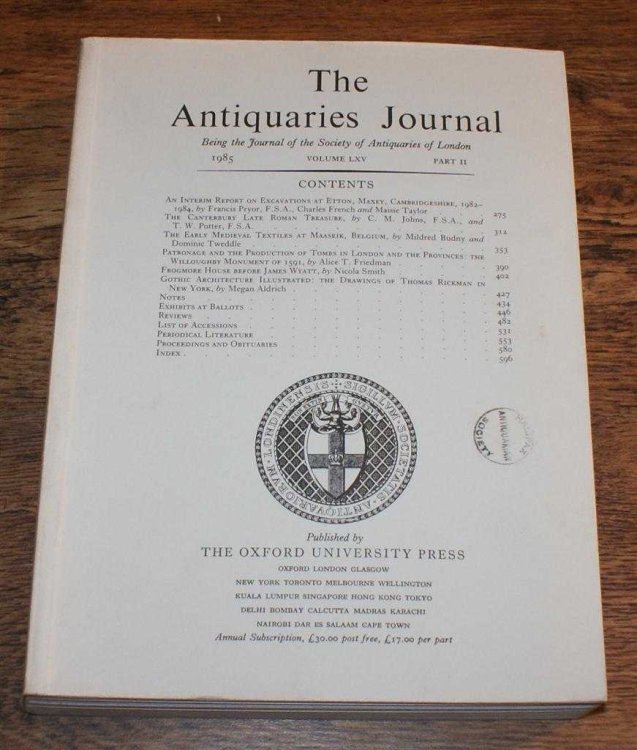 The
Antiquaries Journal
Being the Journal of the Society of Antiquaries of London
1985 VOLUME LXV PART II
CONTENTS
AN INTERIM REPORT ON EXCAVATIONS AT ETTON, MAXEY, CAMBRIDGESHIRE, 1982–
1984, by Francis Pryor, F.S.A., Charles French and Maisie Taylor 275
THE CANTERBURY LATE ROMAN TREASURE, by C. M. Johns, F.S.A., and
T. W. Potter, F.S.A. 312
THE EARLY MEDIEVAL TEXTILES AT MAASEIK, BELGIUM, by Mildred Budny and
Dominic Tweddle 353
PATRONAGE AND THE PRODUCTION OF TOMBS IN LONDON AND THE PROVINCES: THE
WILLOUGHBY MONUMENT OF 1591, by Alice T. Friedman 390
FROGMORE HOUSE BEFORE JAMES WYATT, by Nicola Smith 402
GOTHIC ARCHITECTURE ILLUSTRATED: THE DRAWINGS OF THOMAS RICKMAN IN
NEW YORK, by Megan Aldrich 427
NOTES 434
EXHIBITS AT BALLOTS 446
REVIEWS 482
LIST OF ACCESSIONS 531
PERIODICAL LITERATURE 553
PROCEEDINGS AND OBITUARIES 580
INDEX 596
SIGILLVM SOCIETATIS ANTIQVARIORVM LONDINENSIS
ANTIQUARIAN
SOCIETY
Published by
THE OXFORD UNIVERSITY PRESS
OXFORD LONDON GLASGOW
NEW YORK TORONTO MELBOURNE WELLINGTON
KUALA LUMPUR SINGAPORE HONG KONG TOKYO
DELHI BOMBAY CALCUTTA MADRAS KARACHI
NAIROBI DAR ES SALAAM CAPE TOWN
Annual Subscription, £30.00 post free, £17.00 per part